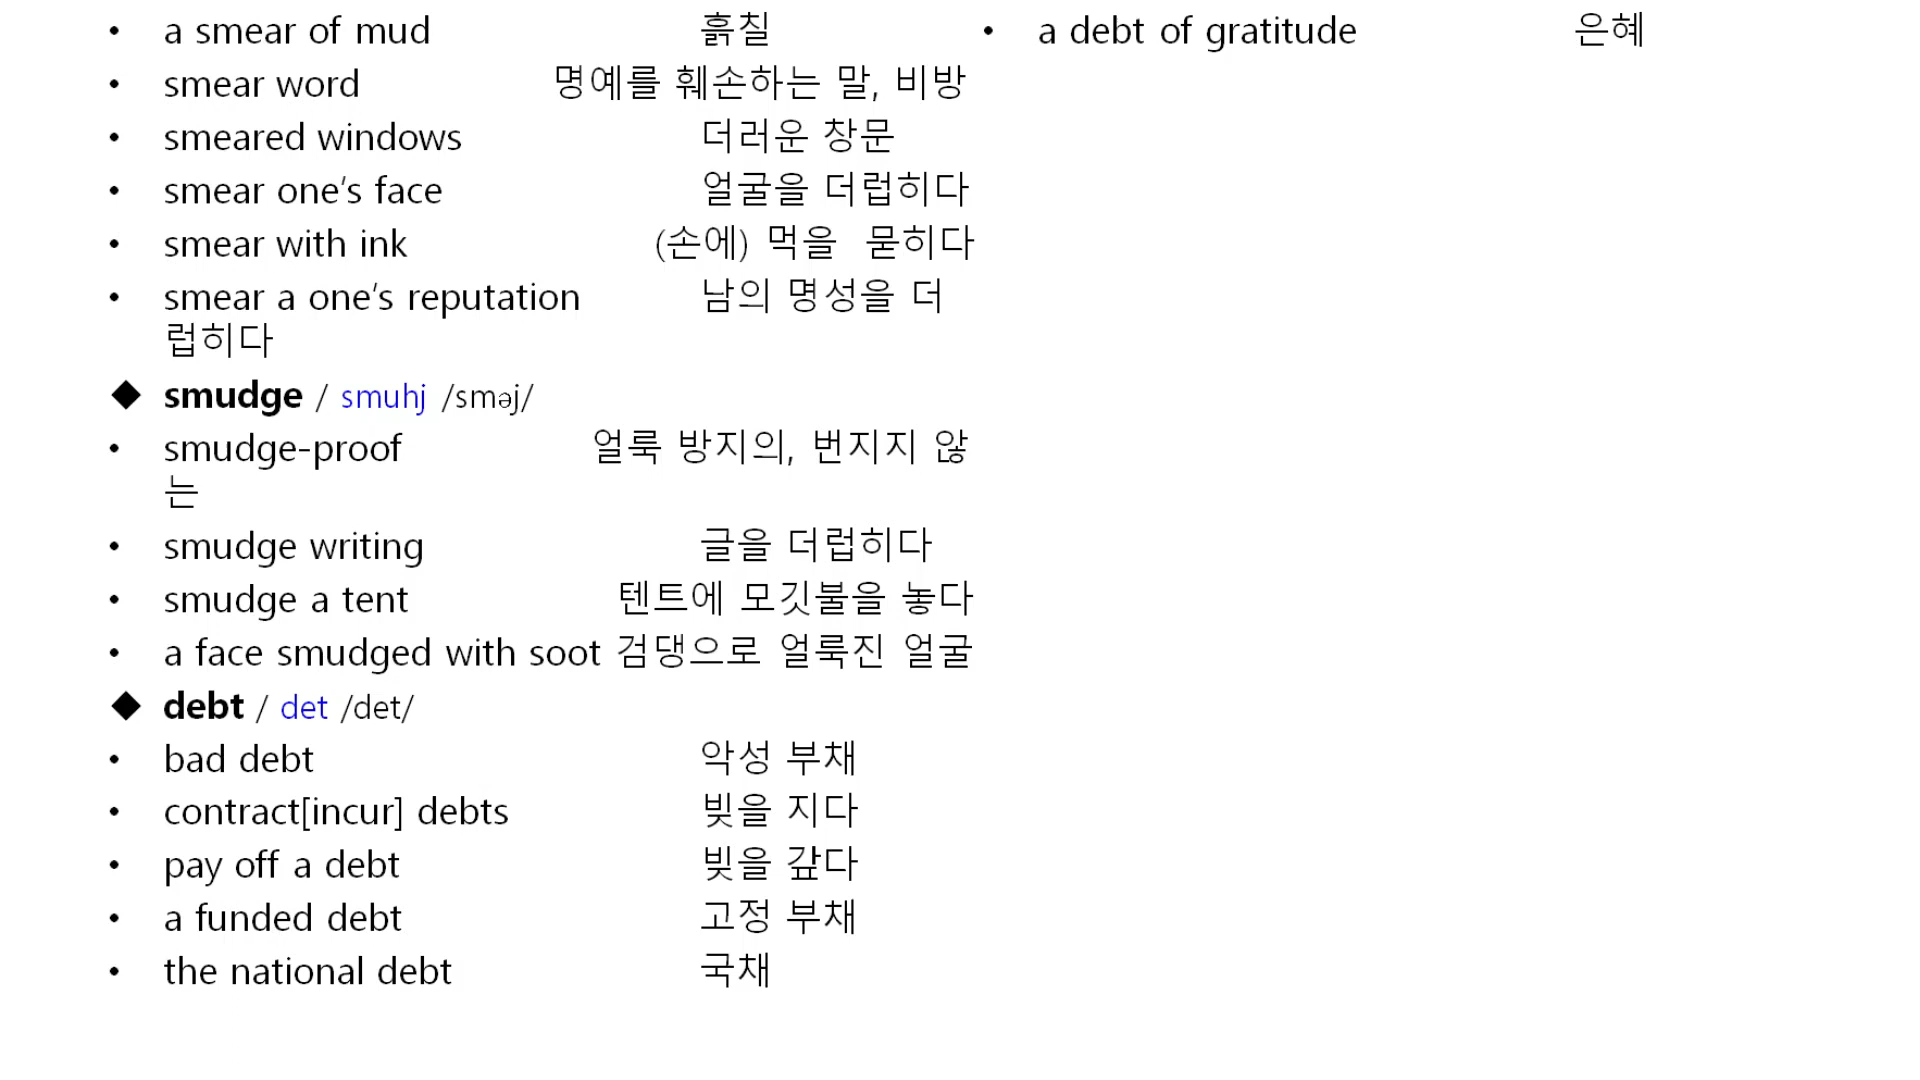 • a smear of mud 흙칠
• smear word 명예를 훼손하는 말, 비방
• smeared windows 더러운 창문
• smear one's face 얼굴을 더럽히다
• smear with ink (손에) 먹을 묻히다
• smear a one's reputation 남의 명성을 더
럽히다
◆ smudge / smuhj /sməj/
• smudge-proof 얼룩 방지의, 번지지 않
는
• smudge writing 글을 더럽히다
• smudge a tent 텐트에 모깃불을 놓다
• a face smudged with soot 검댕으로 얼룩진 얼굴
◆ debt / det /det/
• bad debt 악성 부채
• contract[incur] debts 빚을 지다
• pay off a debt 빚을 갚다
• a funded debt 고정 부채
• the national debt 국채
• a debt of gratitude 은혜